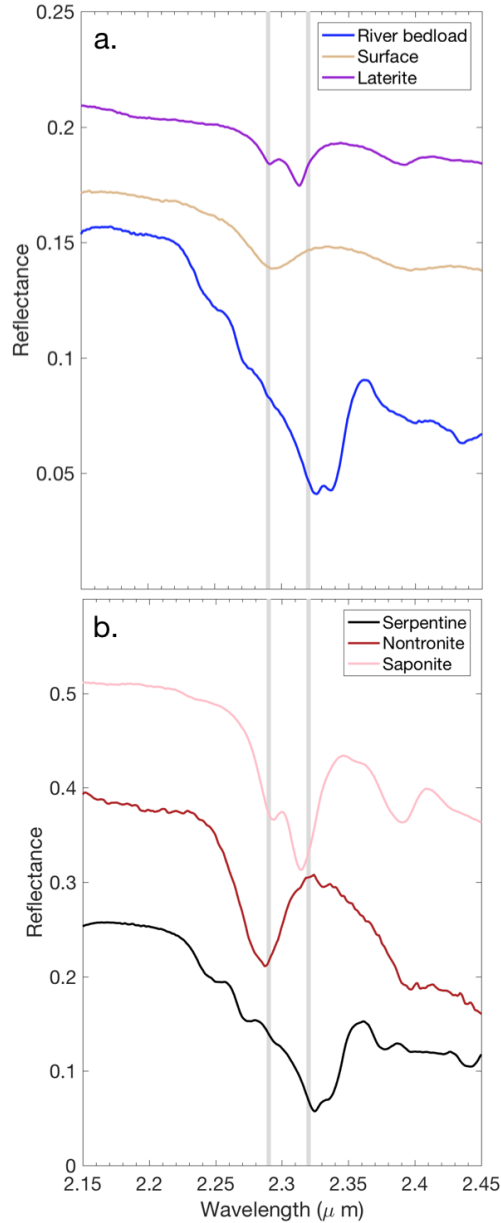 a.
River bedload
Surface
Laterite
0.25
0.2
0.15
0.1
0.05
Reflectance
b.
Serpentine
Nontronite
Saponite
0.5
0.4
0.3
0.2
0.1
0
Reflectance
2.15 2.2 2.25 2.3 2.35 2.4 2.45
Wavelength (μ m)